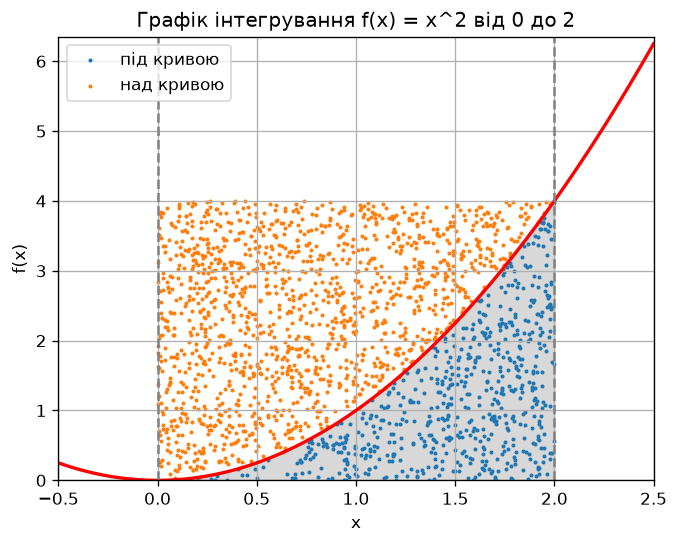 Графік інтегрування f(x) = x^2 від 0 до 2
під кривою
над кривою
f(x)
6
5
4
3
2
1
0
−0.5 0.0 0.5 1.0 1.5 2.0 2.5
x